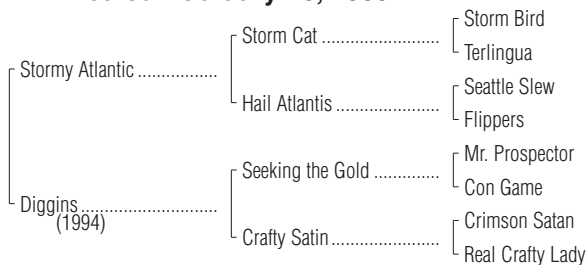 Storm Bird
Storm Cat ........................
Terlingua
Stormy Atlantic ................
Seattle Slew
Hail Atlantis .....................
Flippers
Mr. Prospector
Seeking the Gold .............
Con Game
Diggins ...........................
(1994)
Crimson Satan
Crafty Satin ......................
Real Crafty Lady